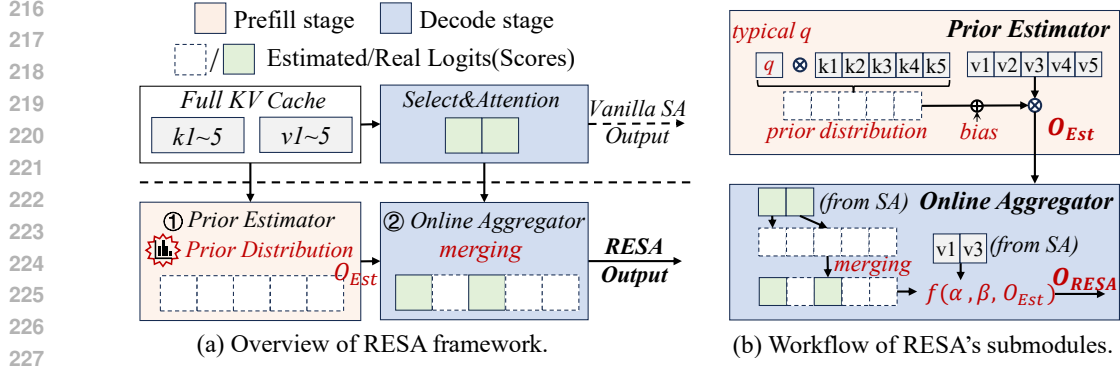 216
217
218
219
220
221
222
223
224
225
226
227
Prefill stage
Decode stage
/ Estimated/Real Logits(Scores)
Full KV Cache
k1~5 v1~5
Select&Attention
Vanilla SA
Output
① Prior Estimator
Prior Distribution
O_Est
② Online Aggregator
merging
RESA
Output
(a) Overview of RESA framework.
typical q
Prior Estimator
q ⊗ k1 k2 k3 k4 k5
v1 v2 v3 v4 v5
⊕ ⊗
prior distribution
bias
O_Est
Online Aggregator
(from SA)
v1 v3 (from SA)
merging
f(α, β, O_Est)
O_RESA
(b) Workflow of RESA's submodules.